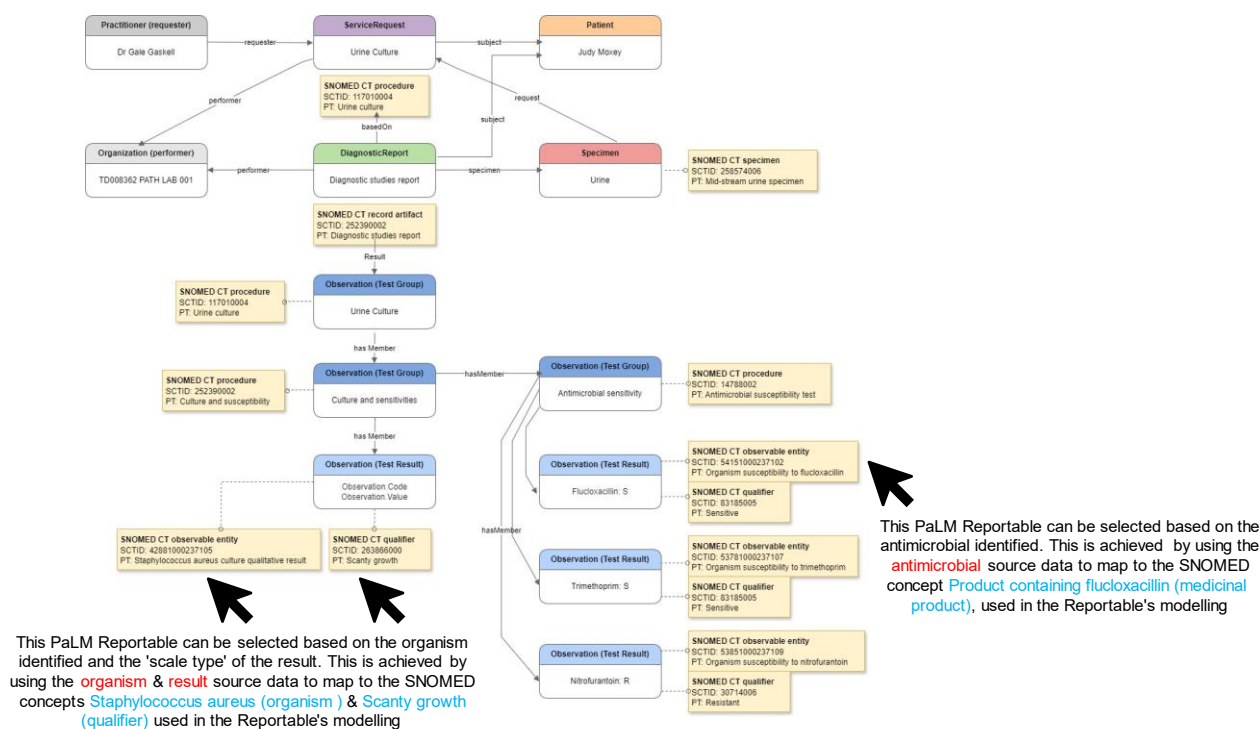 Practitioner (requester)
Dr Gale Gaskell
requester
ServiceRequest
Urine Culture
subject
Patient
Judy Moxey
SNOMED CT procedure
SCTID: 117010004
PT: Urine culture
performer
request
basedOn
subject
Organization (performer)
TD008362 PATH LAB 001
performer
DiagnosticReport
Diagnostic studies report
specimen
Specimen
Urine
SNOMED CT specimen
SCTID: 258574006
PT: Mid-stream urine specimen
SNOMED CT record artifact
SCTID: 252390002
PT: Diagnostic studies report
Result
SNOMED CT procedure
SCTID: 117010004
PT: Urine culture
Observation (Test Group)
Urine Culture
has Member
SNOMED CT procedure
SCTID: 252390002
PT: Culture and susceptibility
Observation (Test Group)
Culture and sensitivities
hasMember
Observation (Test Group)
Antimicrobial sensitivity
SNOMED CT procedure
SCTID: 14788002
PT: Antimicrobial susceptibility test
has Member
Observation (Test Result)
Observation.Code
Observation.Value
SNOMED CT observable entity
SCTID: 42881000237105
PT: Staphylococcus aureus culture qualitative result
SNOMED CT qualifier
SCTID: 263866000
PT: Scanty growth
This PaLM Reportable can be selected based on the organism
identified and the 'scale type' of the result. This is achieved by
using the organism & result source data to map to the SNOMED
concepts Staphylococcus aureus (organism ) & Scanty growth
(qualifier) used in the Reportable's modelling
hasMember
Observation (Test Result)
Flucloxacillin: S
SNOMED CT observable entity
SCTID: 54151000237102
PT: Organism susceptibility to flucloxacillin
SNOMED CT qualifier
SCTID: 83185005
PT: Sensitive
Observation (Test Result)
Trimethoprim: S
SNOMED CT observable entity
SCTID: 53781000237107
PT: Organism susceptibility to trimethoprim
SNOMED CT qualifier
SCTID: 83185005
PT: Sensitive
Observation (Test Result)
Nitrofurantoin: R
SNOMED CT observable entity
SCTID: 53851000237109
PT: Organism susceptibility to nitrofurantoin
SNOMED CT qualifier
SCTID: 30714006
PT: Resistant
This PaLM Reportable can be selected based on the
antimicrobial identified. This is achieved by using the
antimicrobial source data to map to the SNOMED
concept Product containing flucloxacillin (medicinal
product), used in the Reportable's modelling